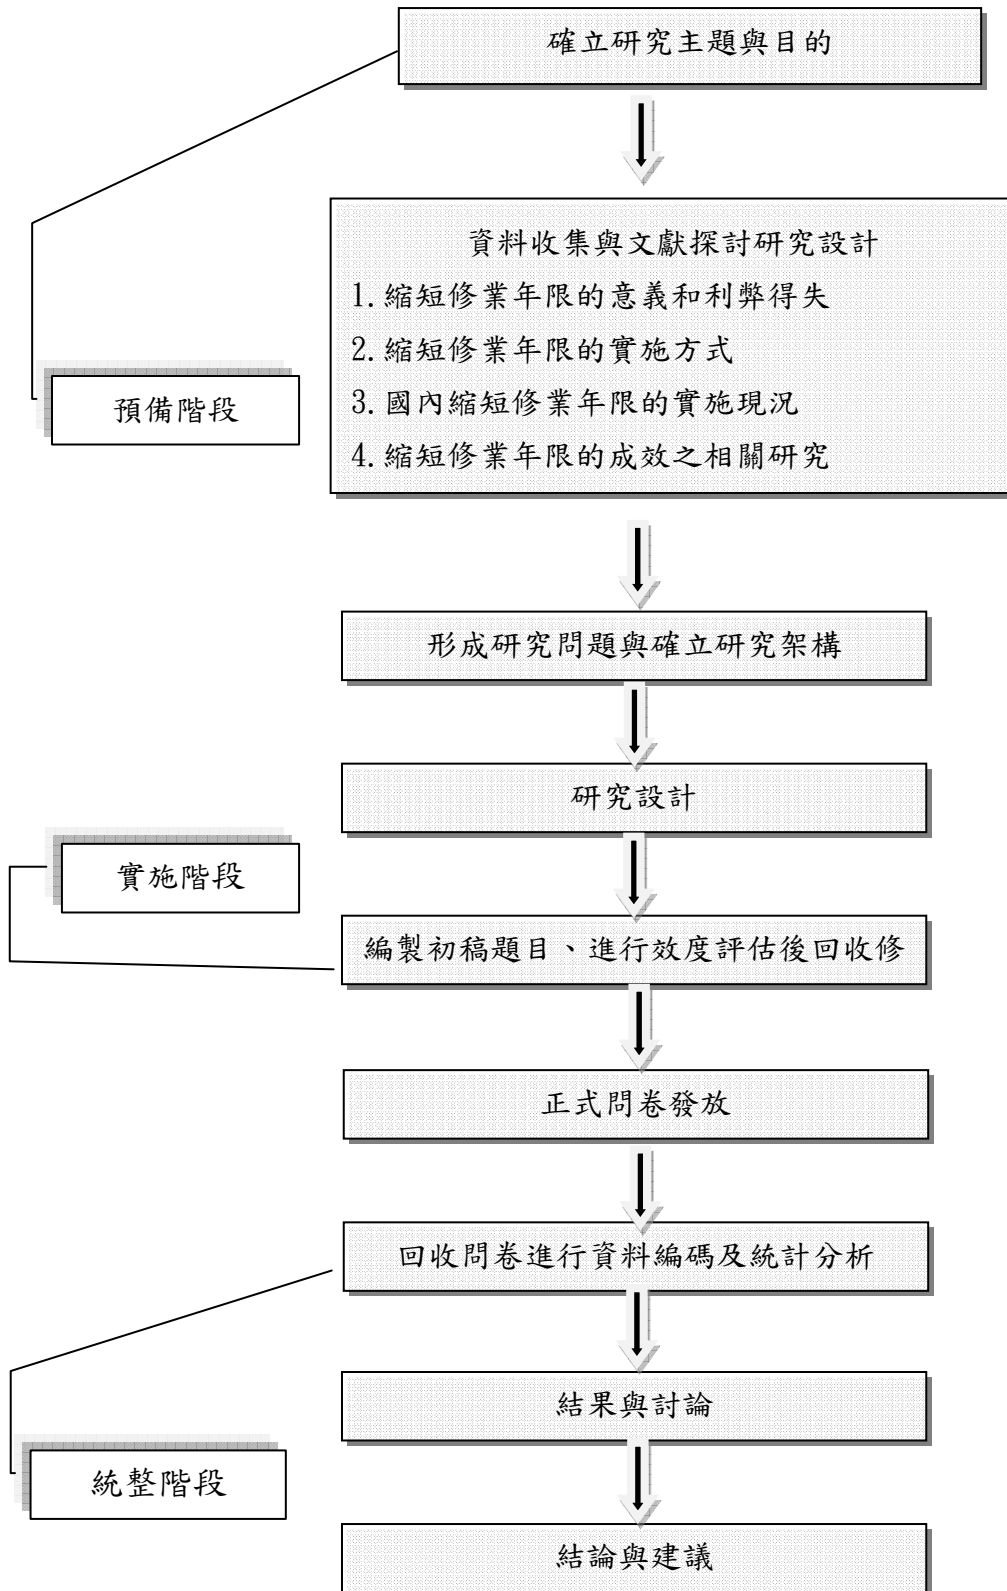 確立研究主題與目的
資料收集與文獻探討研究設計
1.縮短修業年限的意義和利弊得失
2.縮短修業年限的實施方式
3.國內縮短修業年限的實施現況
4.縮短修業年限的成效之相關研究
預備階段
形成研究問題與確立研究架構
研究設計
實施階段
編製初稿題目、進行效度評估後回收修
正式問卷發放
回收問卷進行資料編碼及統計分析
結果與討論
統整階段
結論與建議